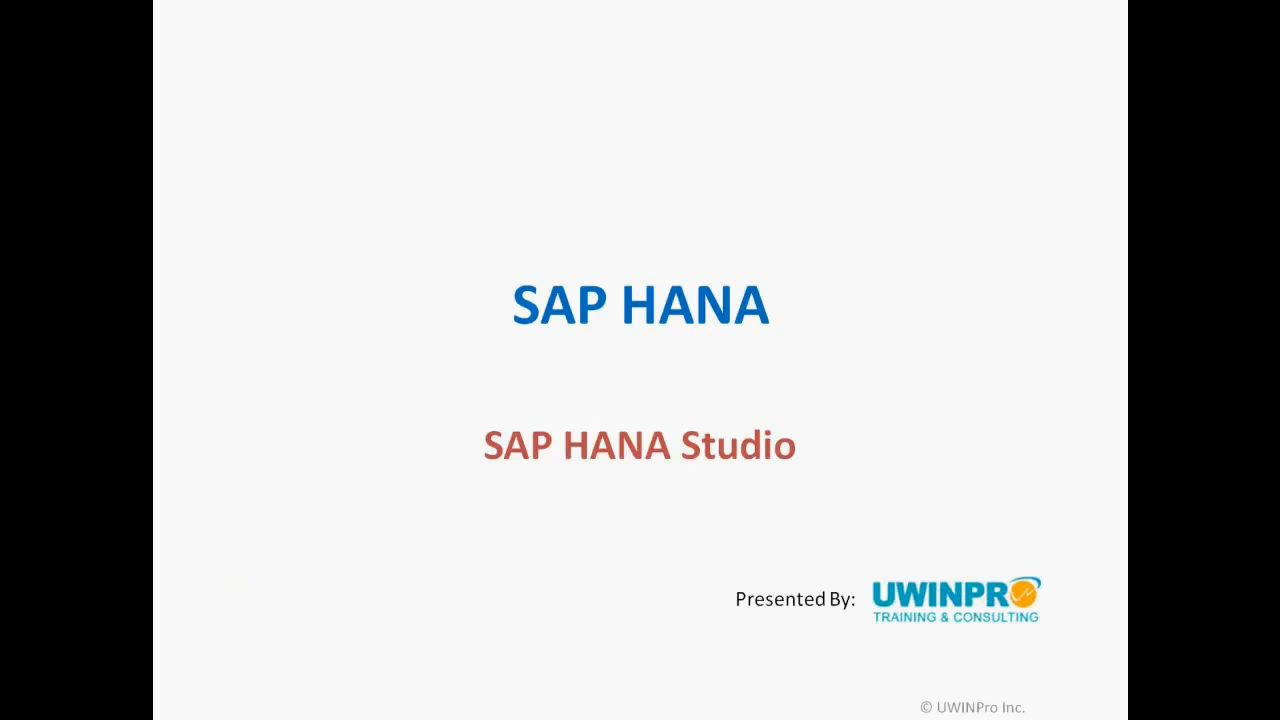 SAP HANA
SAP HANA Studio
Presented By: UWINPRO
TRAINING & CONSULTING
© UWINPro Inc.